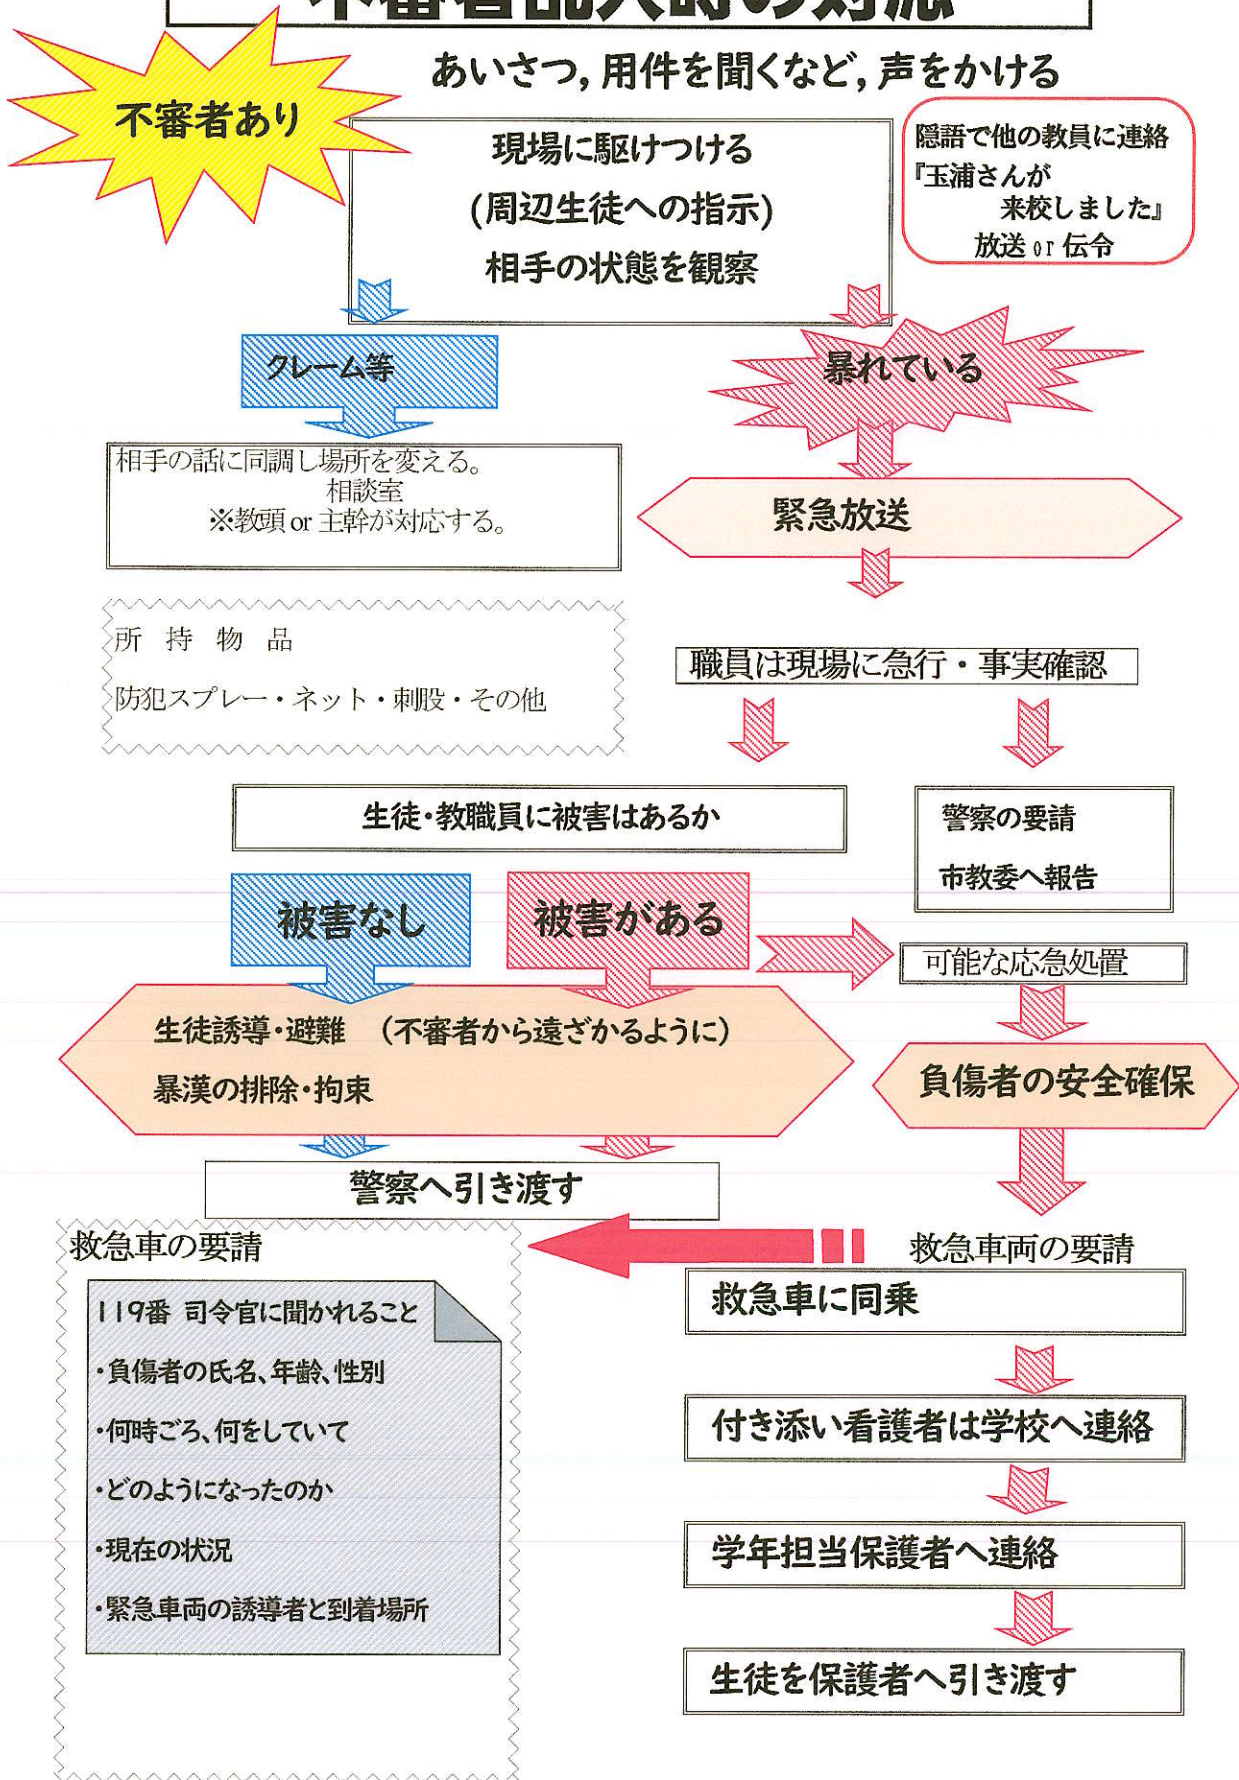 あいさつ,用件を聞くなど,声をかける
不審者あり
現場に駆けつける
(周辺生徒への指示)
相手の状態を観察
隠語で他の教員に連絡
『玉浦さんが
来校しました』
放送 or 伝令
クレーム等
暴れている
相手の話に同調し場所を変える。
相談室
※教頭 or 主幹が対応する。
緊急放送
所 持 物 品
防犯スプレー・ネット・刺股・その他
職員は現場に急行・事実確認
生徒・教職員に被害はあるか
警察の要請
市教委へ報告
被害なし
被害がある
可能な応急処置
生徒誘導・避難 (不審者から遠ざかるように)
暴漢の排除・拘束
負傷者の安全確保
警察へ引き渡す
救急車の要請
119番 司令官に聞かれること
・負傷者の氏名、年齢、性別
・何時ごろ、何をしていて
・どのようになったのか
・現在の状況
・緊急車両の誘導者と到着場所
救急車両の要請
救急車に同乗
付き添い看護者は学校へ連絡
学年担当保護者へ連絡
生徒を保護者へ引き渡す